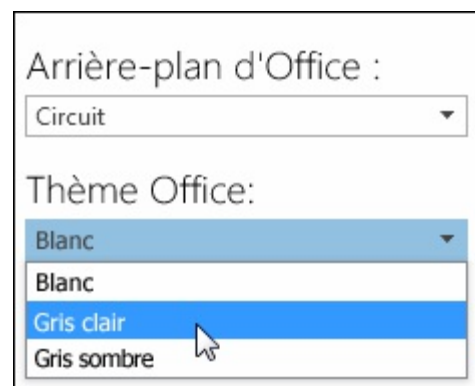 Arrière-plan d'Office :
Circuit
Thème Office:
Blanc
Blanc
Gris clair
Gris sombre